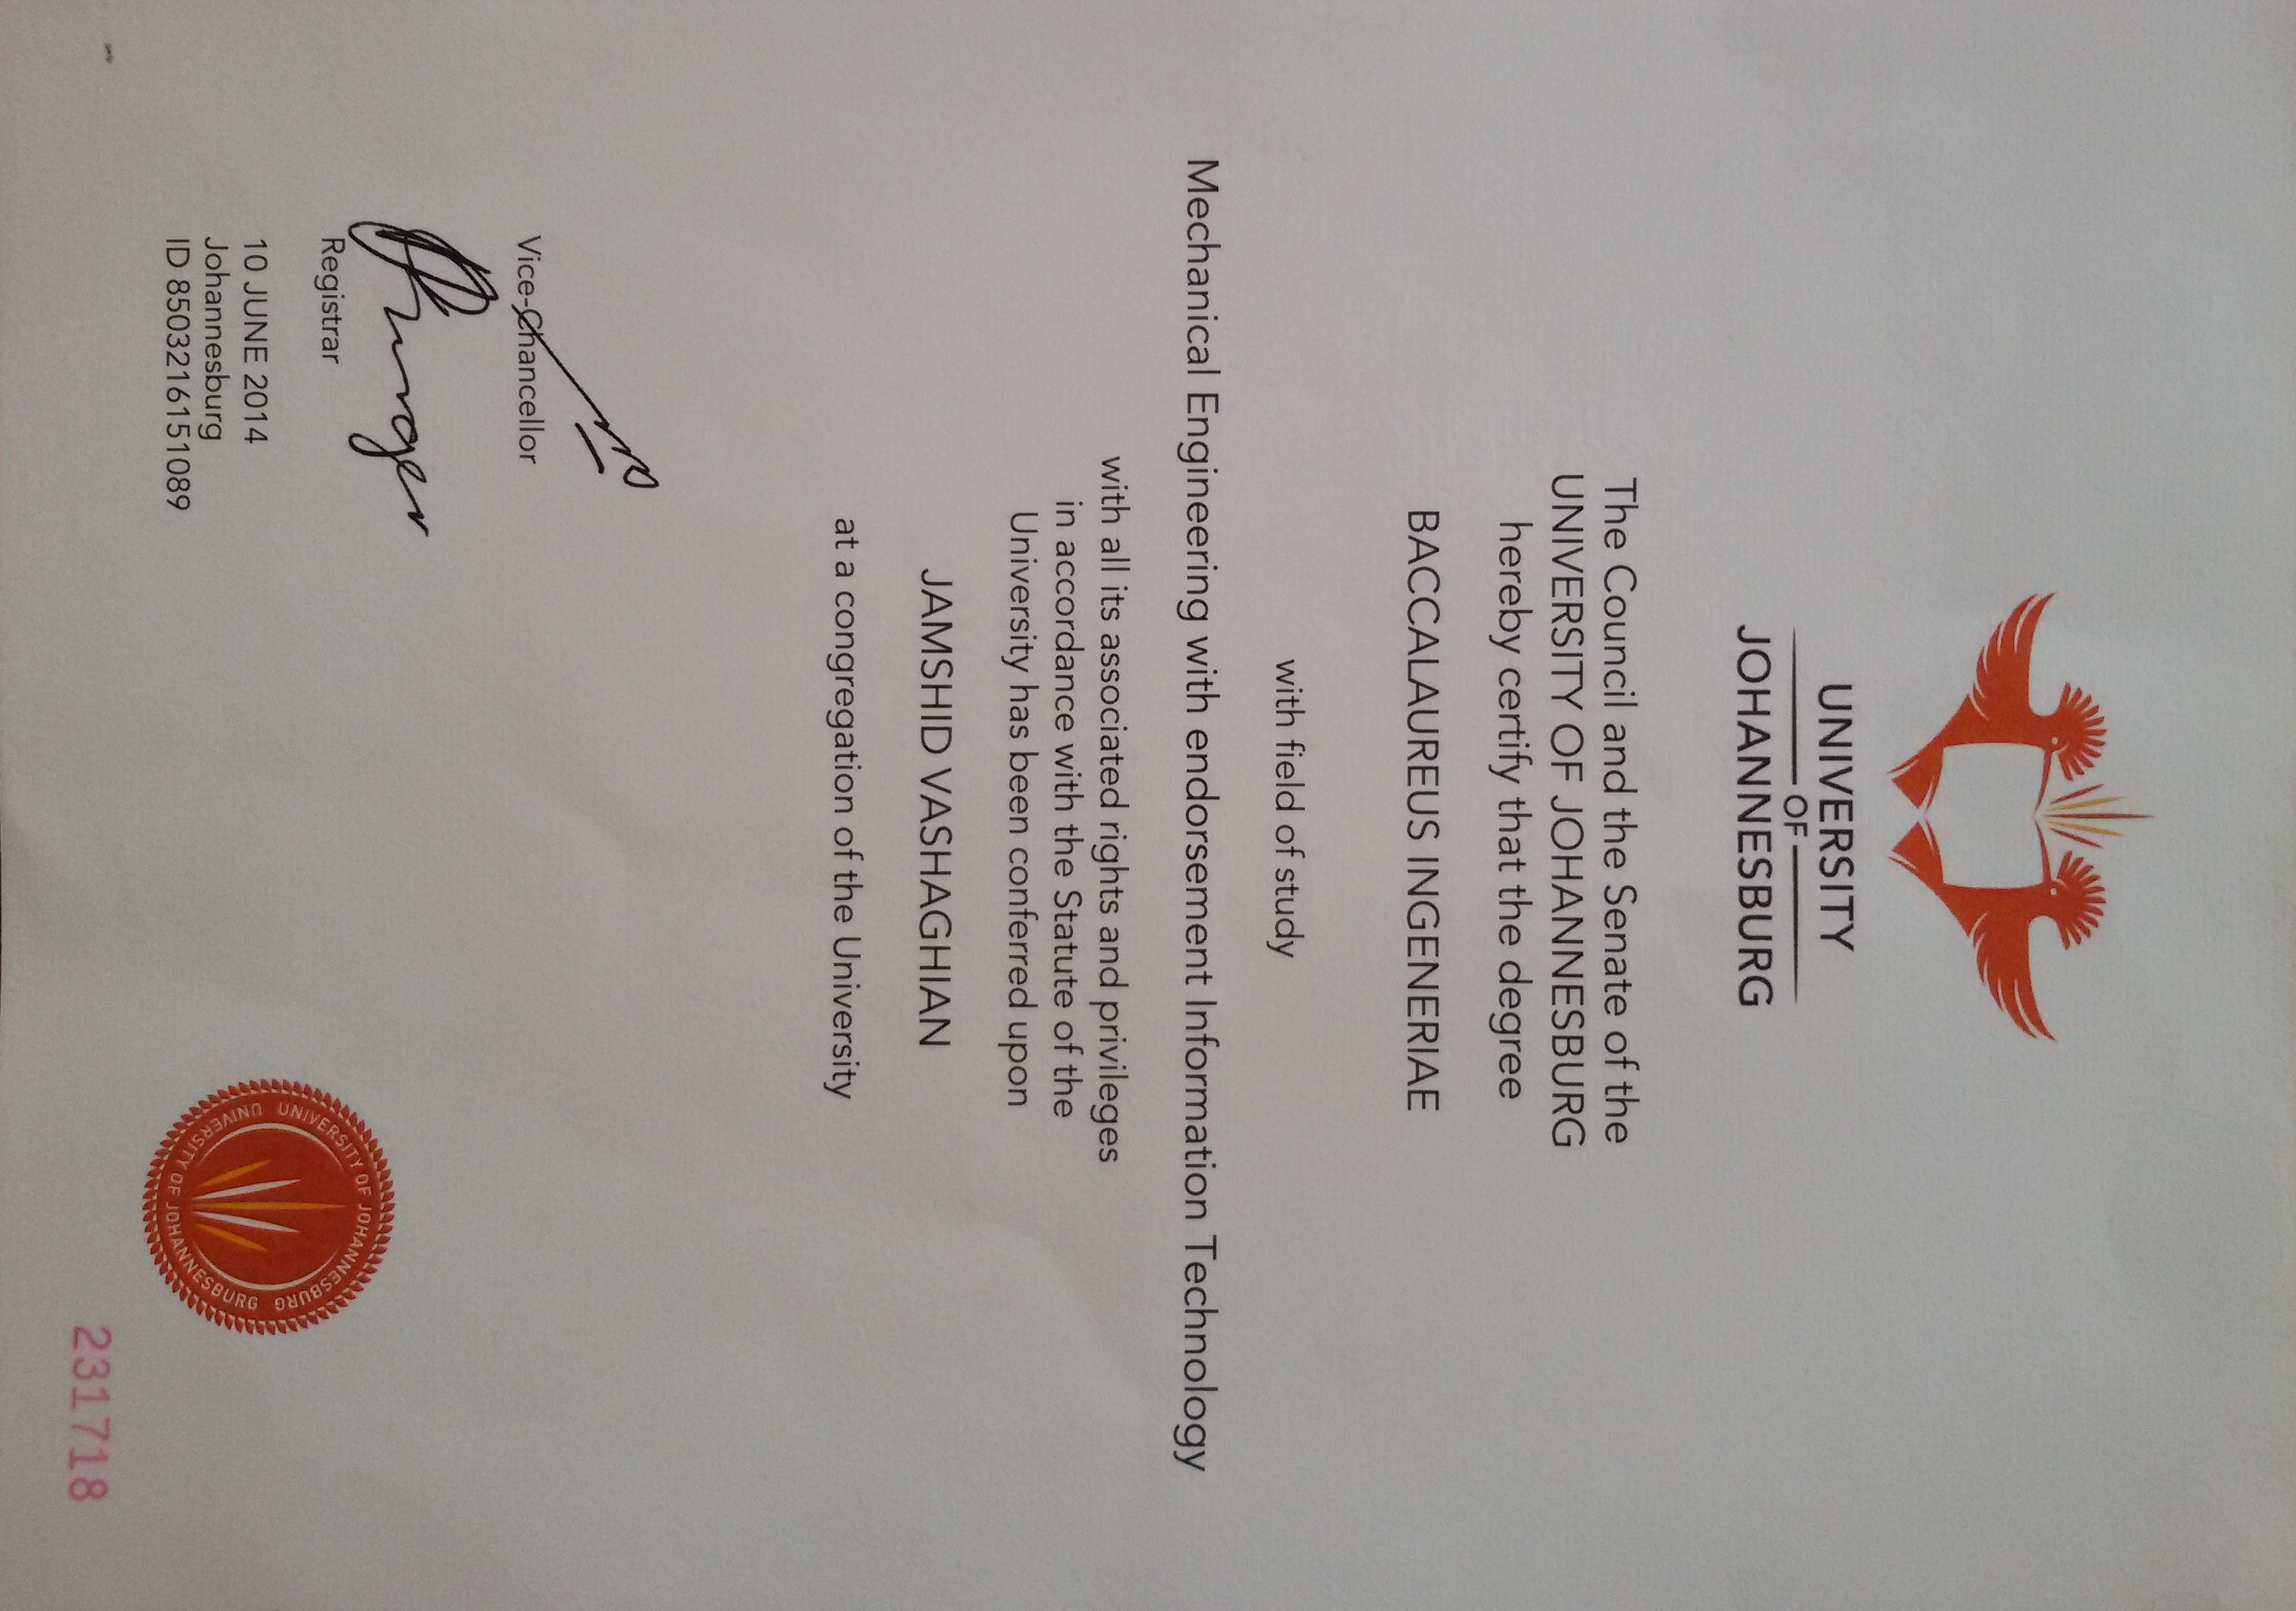 UNIVERSITY
OF
JOHANNESBURG
The Council and the Senate of the
UNIVERSITY OF JOHANNESBURG
hereby certify that the degree
BACCALAUREUS INGENERIAE
with field of study
Mechanical Engineering with endorsement Information Technology
with all its associated rights and privileges
in accordance with the Statute of the
University has been conferred upon
JAMSHID VASHAGHIAN
at a congregation of the University
Vice-Chancellor
Registrar
10 JUNE 2014
Johannesburg
ID 8503216151089
UNIVERSITY OF JOHANNESBURG
UNIVERSITY OF JOHANNESBURG
231718